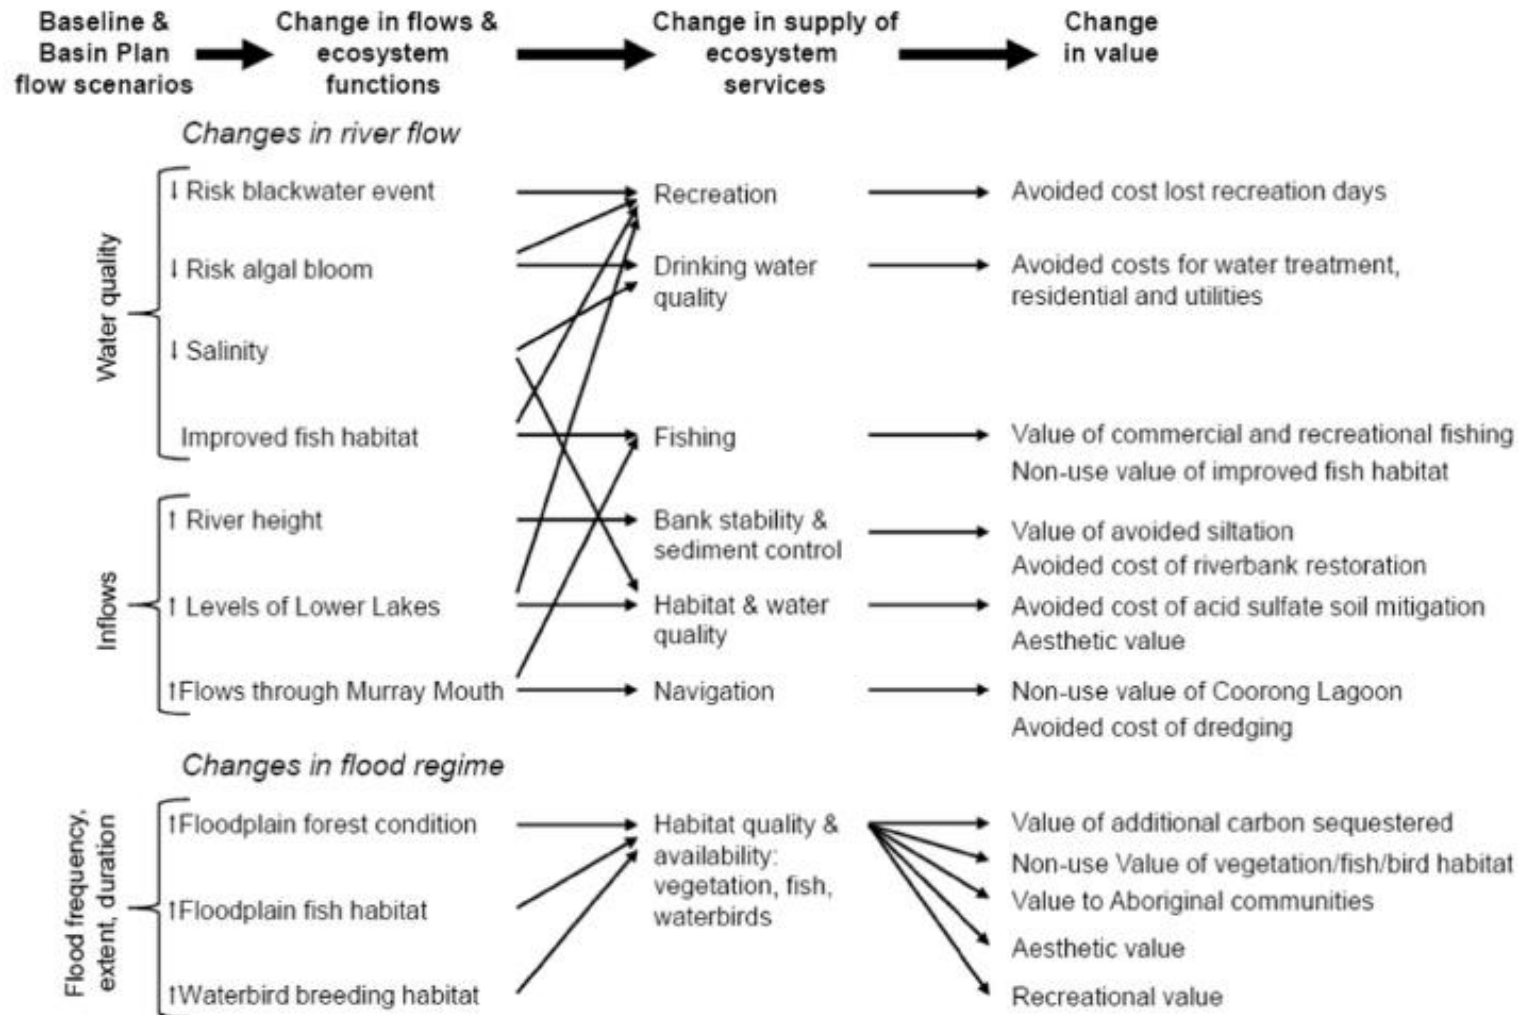 Baseline &
Basin Plan
flow scenarios
Change in flows &
ecosystem
functions
Change in supply of
ecosystem
services
Change
in value
Changes in river flow
Water quality
↓ Risk blackwater event
Recreation
Avoided cost lost recreation days
↓ Risk algal bloom
Drinking water
quality
Avoided costs for water treatment,
residential and utilities
↓ Salinity
Improved fish habitat
Fishing
Value of commercial and recreational fishing
Non-use value of improved fish habitat
Inflows
↑ River height
Bank stability &
sediment control
Value of avoided siltation
Avoided cost of riverbank restoration
↑ Levels of Lower Lakes
Habitat & water
quality
Avoided cost of acid sulfate soil mitigation
Aesthetic value
↑Flows through Murray Mouth
Navigation
Non-use value of Coorong Lagoon
Avoided cost of dredging
Changes in flood regime
Flood frequency,
extent, duration
↑Floodplain forest condition
Habitat quality &
availability:
vegetation, fish,
waterbirds
Value of additional carbon sequestered
Non-use Value of vegetation/fish/bird habitat
Value to Aboriginal communities
↑Floodplain fish habitat
Aesthetic value
↑Waterbird breeding habitat
Recreational value